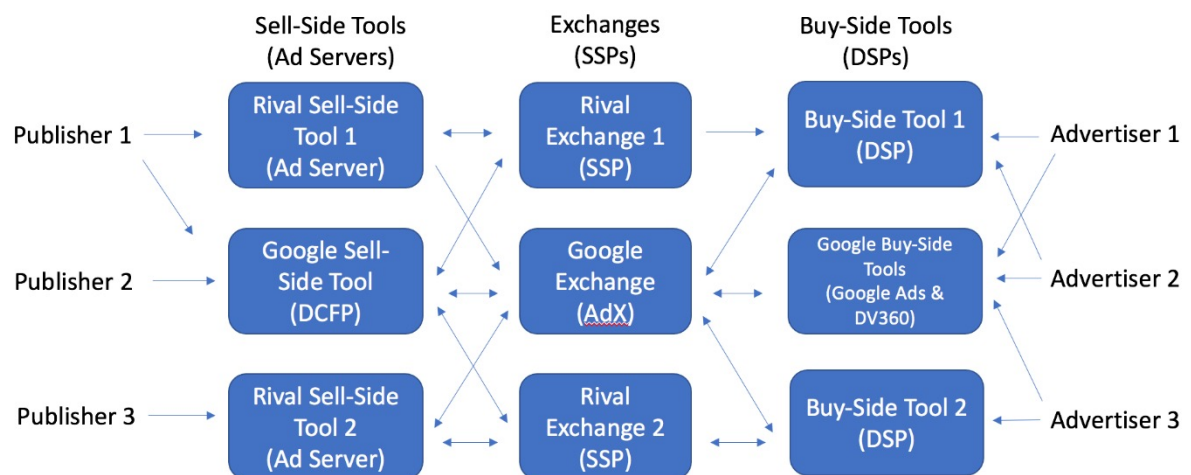 Sell-Side Tools
(Ad Servers)
Exchanges
(SSPs)
Buy-Side Tools
(DSPs)
Publisher 1
Rival Sell-Side
Tool 1
(Ad Server)
Rival
Exchange 1
(SSP)
Buy-Side Tool 1
(DSP)
Advertiser 1
Publisher 2
Google Sell-
Side Tool
(DCFP)
Google
Exchange
(AdX)
Google Buy-Side
Tools
(Google Ads &
DV360)
Advertiser 2
Publisher 3
Rival Sell-Side
Tool 2
(Ad Server)
Rival
Exchange 2
(SSP)
Buy-Side Tool 2
(DSP)
Advertiser 3